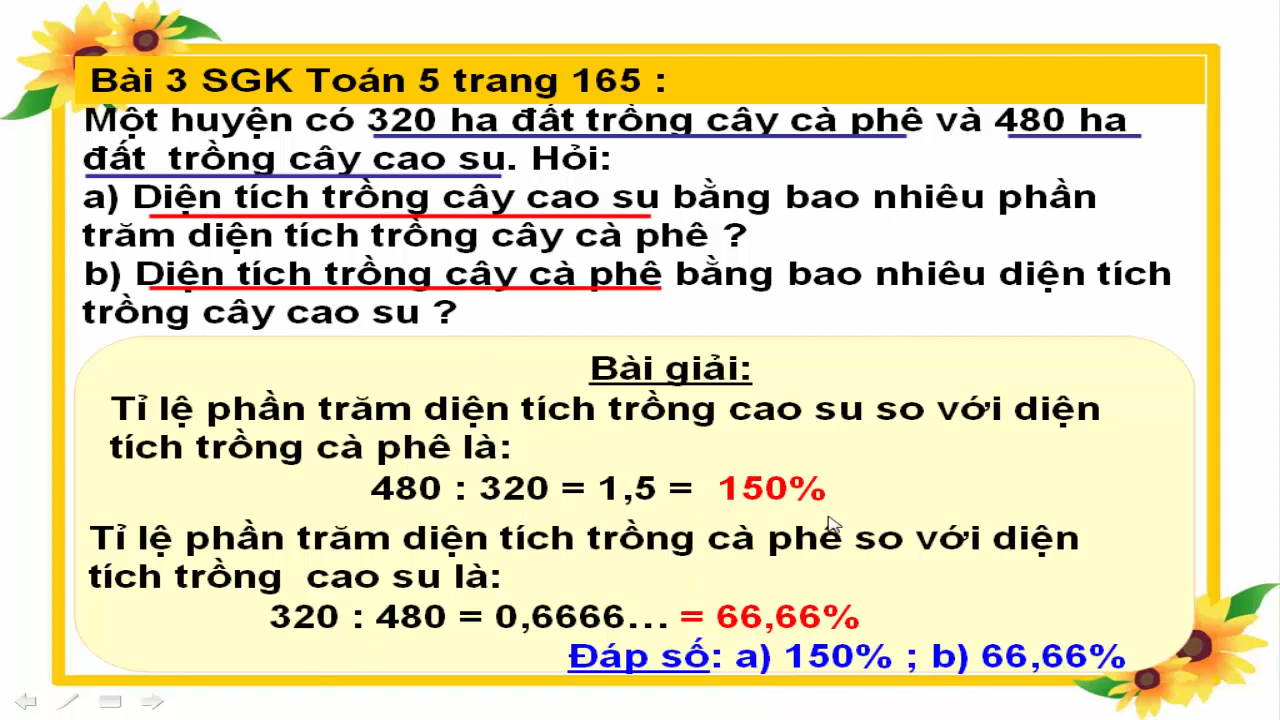 Bài 3 SGK Toán 5 trang 165 :
Một huyện có 320 ha đất trồng cây cà phê và 480 ha
đất trồng cây cao su. Hỏi:
a) Diện tích trồng cây cao su bằng bao nhiêu phần
trăm diện tích trồng cây cà phê ?
b) Diện tích trồng cây cà phê bằng bao nhiêu diện tích
trồng cây cao su ?
Bài giải:
Tỉ lệ phần trăm diện tích trồng cao su so với diện
tích trồng cà phê là:
480 : 320 = 1,5 = 150%
Tỉ lệ phần trăm diện tích trồng cà phê so với diện
tích trồng cao su là:
320 : 480 = 0,6666... = 66,66%
Đáp số: a) 150% ; b) 66,66%